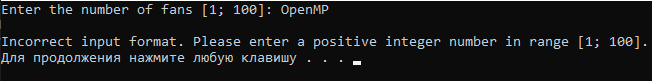 Enter the number of fans [1; 100]: OpenMP
Incorrect input format. Please enter a positive integer number in range [1; 100].
Для продолжения нажмите любую клавишу . . .